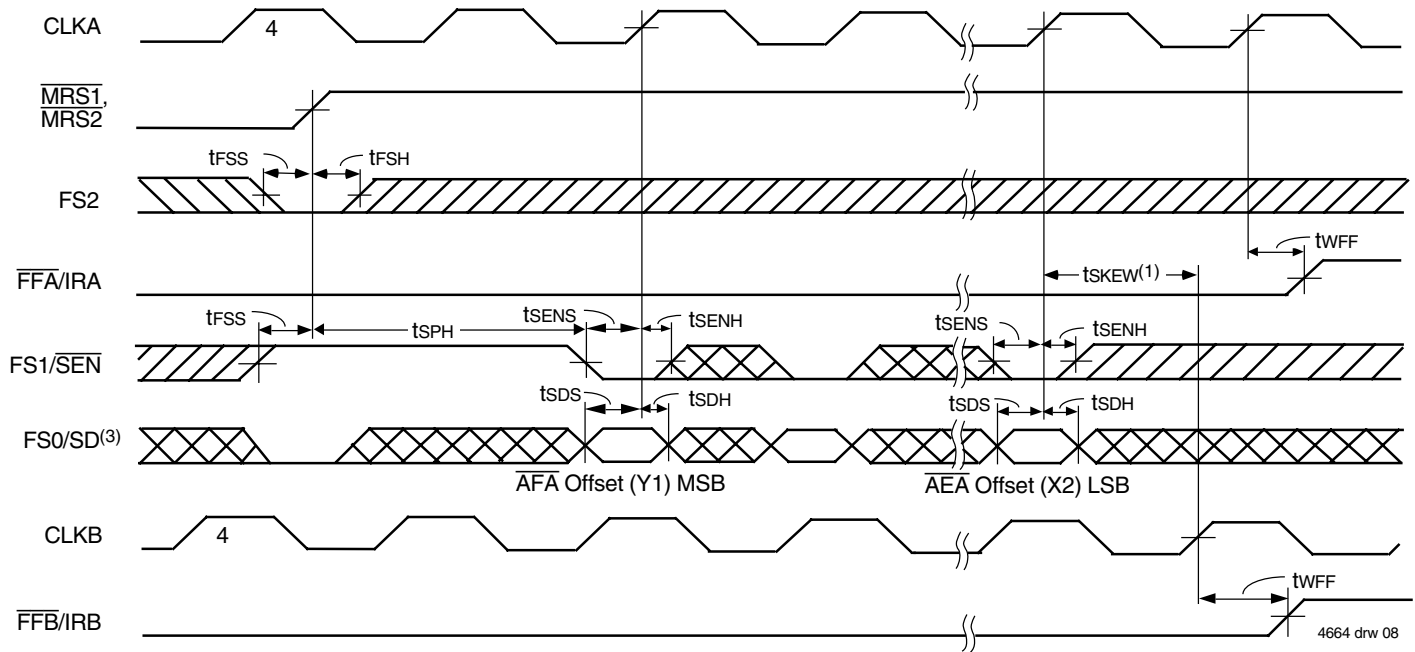 CLKA
4
MRS1,
MRS2
tFSS
tFSH
FS2
tWFF
FFA/IRA
tSKEW(1)
tFSS
tSPH
tSENS
tSENH
tSENS
tSENH
FS1/SEN
tSDS
tSDH
tSDS
tSDH
FS0/SD(3)
AFA Offset (Y1) MSB
AEA Offset (X2) LSB
CLKB
4
tWFF
FFB/IRB
4664 drw 08